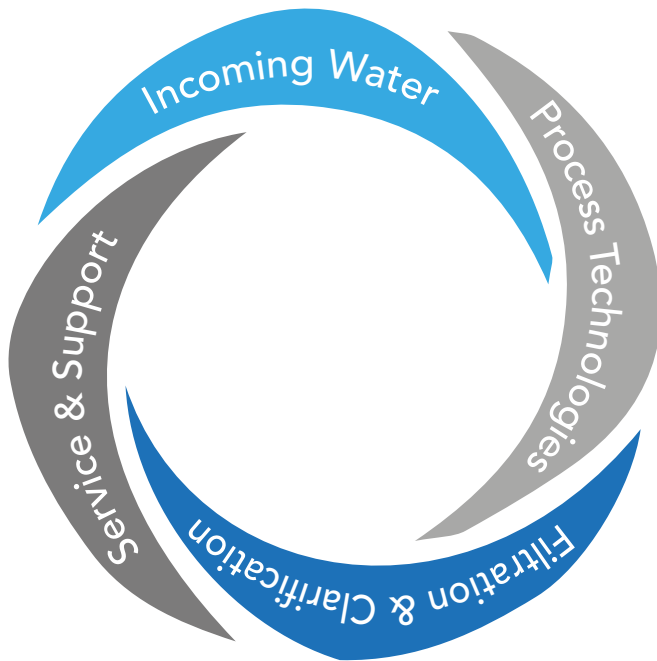 Incoming Water
Process Technologies
Filtration & Clarification
Service & Support